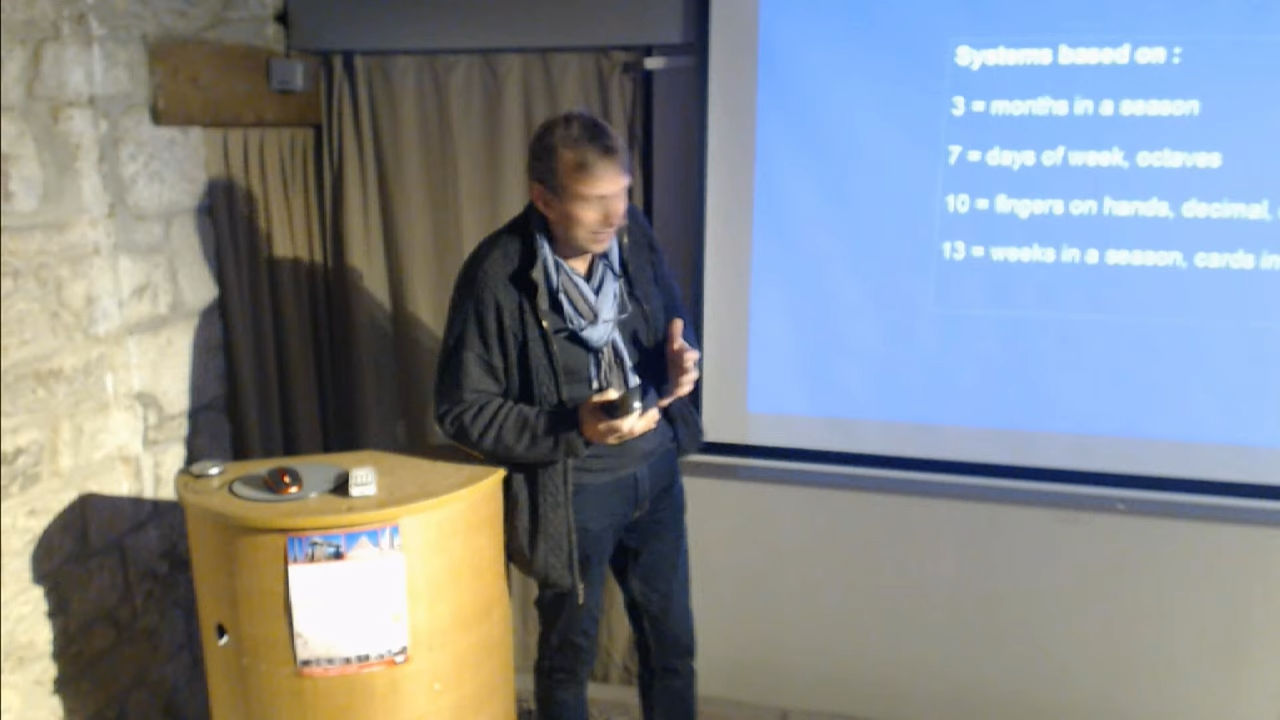 Systems based on :
3 = months in a season
7 = days of week, octaves
10 = fingers on hands, decimal,
13 = weeks in a season, cards in